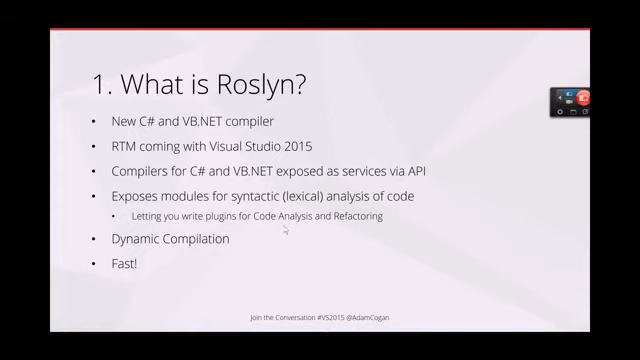 1. What is Roslyn?
• New C# and VB.NET compiler
• RTM coming with Visual Studio 2015
• Compilers for C# and VB.NET exposed as services via API
• Exposes modules for syntactic (lexical) analysis of code
• Letting you write plugins for Code Analysis and Refactoring
• Dynamic Compilation
• Fast!
Join the Conversation #VS2015 @AdamCogan